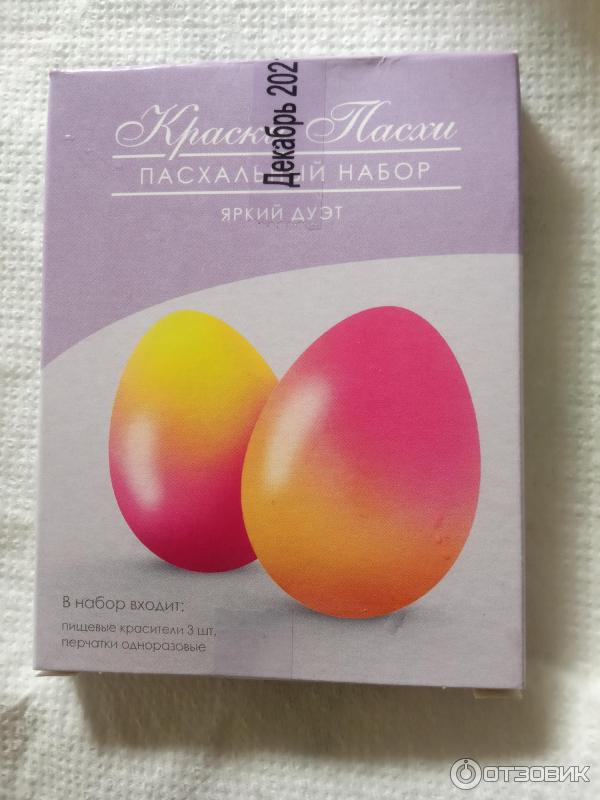 Декабрь 202
Краски Пасхи
ПАСХАЛЬНЫЙ НАБОР
ЯРКИЙ ДУЭТ
В набор входит:
пищевые красители 3 шт,
перчатки одноразовые
ОТЗОВИК